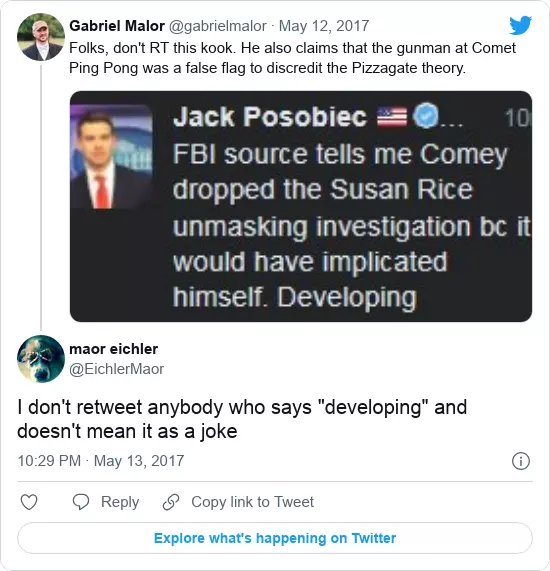 Gabriel Malor @gabrielmalor · May 12, 2017
Folks, don't RT this kook. He also claims that the gunman at Comet
Ping Pong was a false flag to discredit the Pizzagate theory.
Jack Posobiec 🇺🇸 ... 10
FBI source tells me Comey
dropped the Susan Rice
unmasking investigation bc it
would have implicated
himself. Developing
maor eichler
@EichlerMaor
I don't retweet anybody who says "developing" and
doesn't mean it as a joke
10:29 PM · May 13, 2017
Reply Copy link to Tweet
Explore what's happening on Twitter